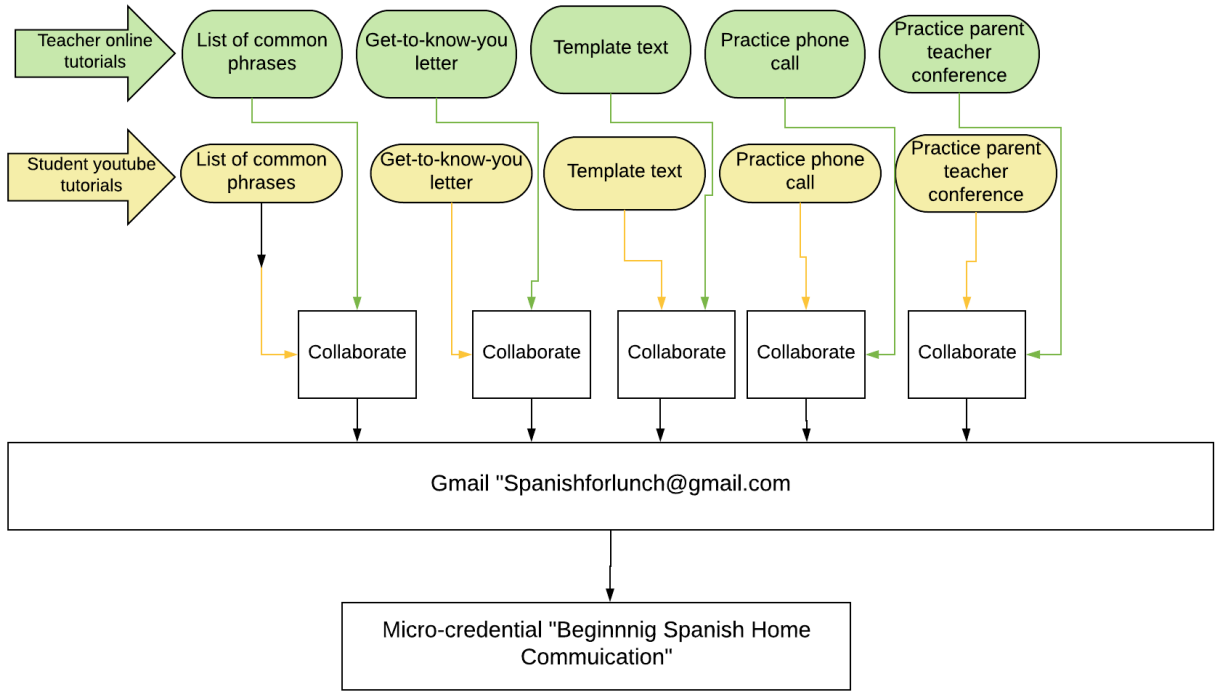 Teacher online
tutorials
List of common
phrases
Get-to-know-you
letter
Template text
Practice phone
call
Practice parent
teacher
conference
Student youtube
tutorials
List of common
phrases
Get-to-know-you
letter
Template text
Practice phone
call
Practice parent
teacher
conference
Collaborate
Collaborate
Collaborate
Collaborate
Collaborate
Gmail "Spanishforlunch@gmail.com
Micro-credential "Beginnnig Spanish Home
Commuication"